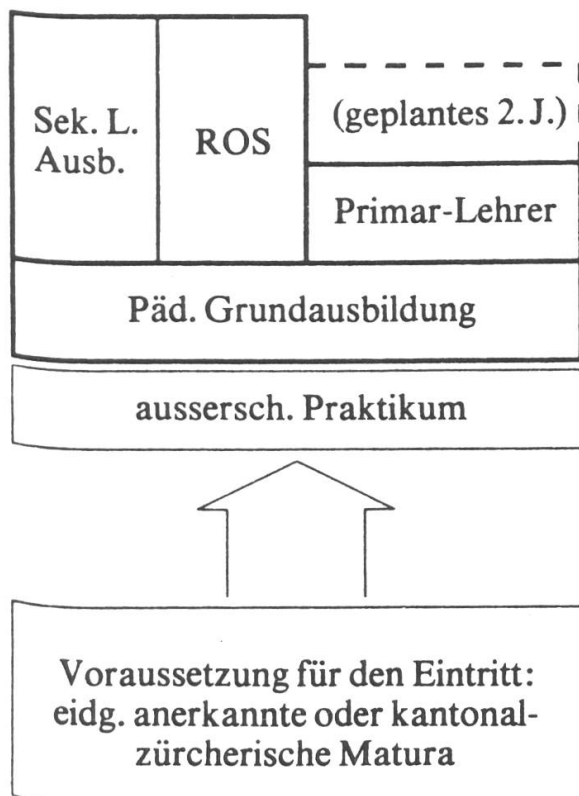 Sek. L.
Ausb.
ROS
(geplantes 2. J.)
Primar-Lehrer
Päd. Grundausbildung
aussersch. Praktikum
Voraussetzung für den Eintritt:
eidg. anerkannte oder kantonal-
zürcherische Matura